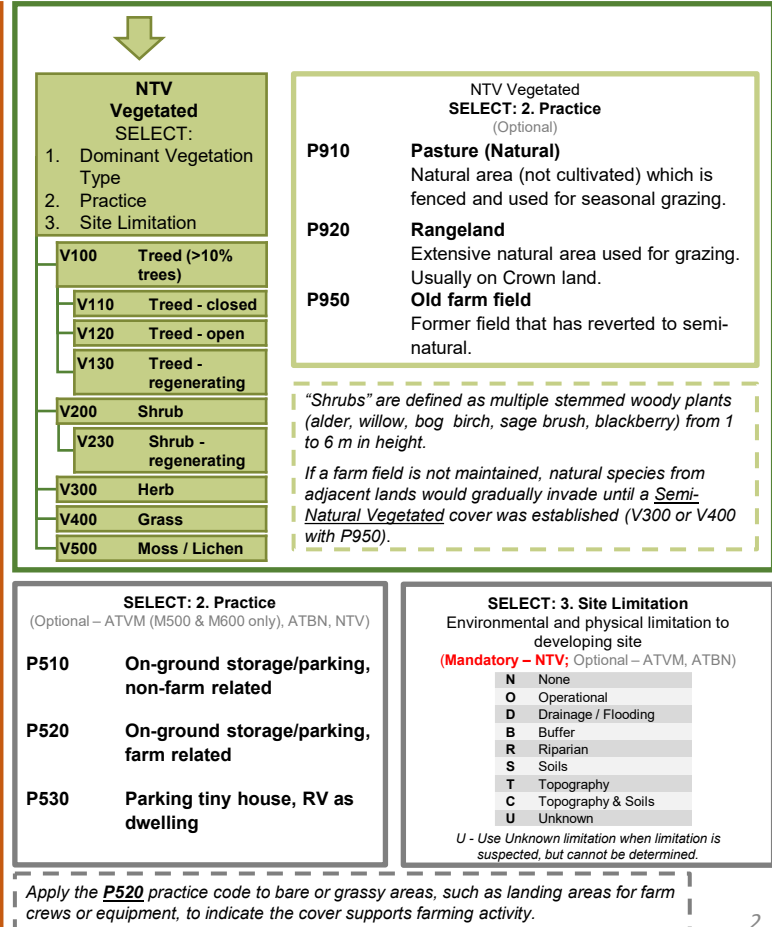 NTV
Vegetated
SELECT:
1. Dominant Vegetation
Type
2. Practice
3. Site Limitation
V100 Treed (>10%
trees)
V110 Treed - closed
V120 Treed - open
V130 Treed -
regenerating
V200 Shrub
V230 Shrub -
regenerating
V300 Herb
V400 Grass
V500 Moss / Lichen
NTV Vegetated
SELECT: 2. Practice
(Optional)
P910 Pasture (Natural)
Natural area (not cultivated) which is
fenced and used for seasonal grazing.
P920 Rangeland
Extensive natural area used for grazing.
Usually on Crown land.
P950 Old farm field
Former field that has reverted to semi-
natural.
"Shrubs" are defined as multiple stemmed woody plants
(alder, willow, bog birch, sage brush, blackberry) from 1
to 6 m in height.
If a farm field is not maintained, natural species from
adjacent lands would gradually invade until a Semi-
Natural Vegetated cover was established (V300 or V400
with P950).
SELECT: 2. Practice
(Optional – ATVM (M500 & M600 only), ATBN, NTV)
P510 On-ground storage/parking,
non-farm related
P520 On-ground storage/parking,
farm related
P530 Parking tiny house, RV as
dwelling
SELECT: 3. Site Limitation
Environmental and physical limitation to
developing site
(Mandatory – NTV; Optional – ATVM, ATBN)
N None
O Operational
D Drainage / Flooding
B Buffer
R Riparian
S Soils
T Topography
C Topography & Soils
U Unknown
U - Use Unknown limitation when limitation is
suspected, but cannot be determined.
Apply the P520 practice code to bare or grassy areas, such as landing areas for farm
crews or equipment, to indicate the cover supports farming activity.
2